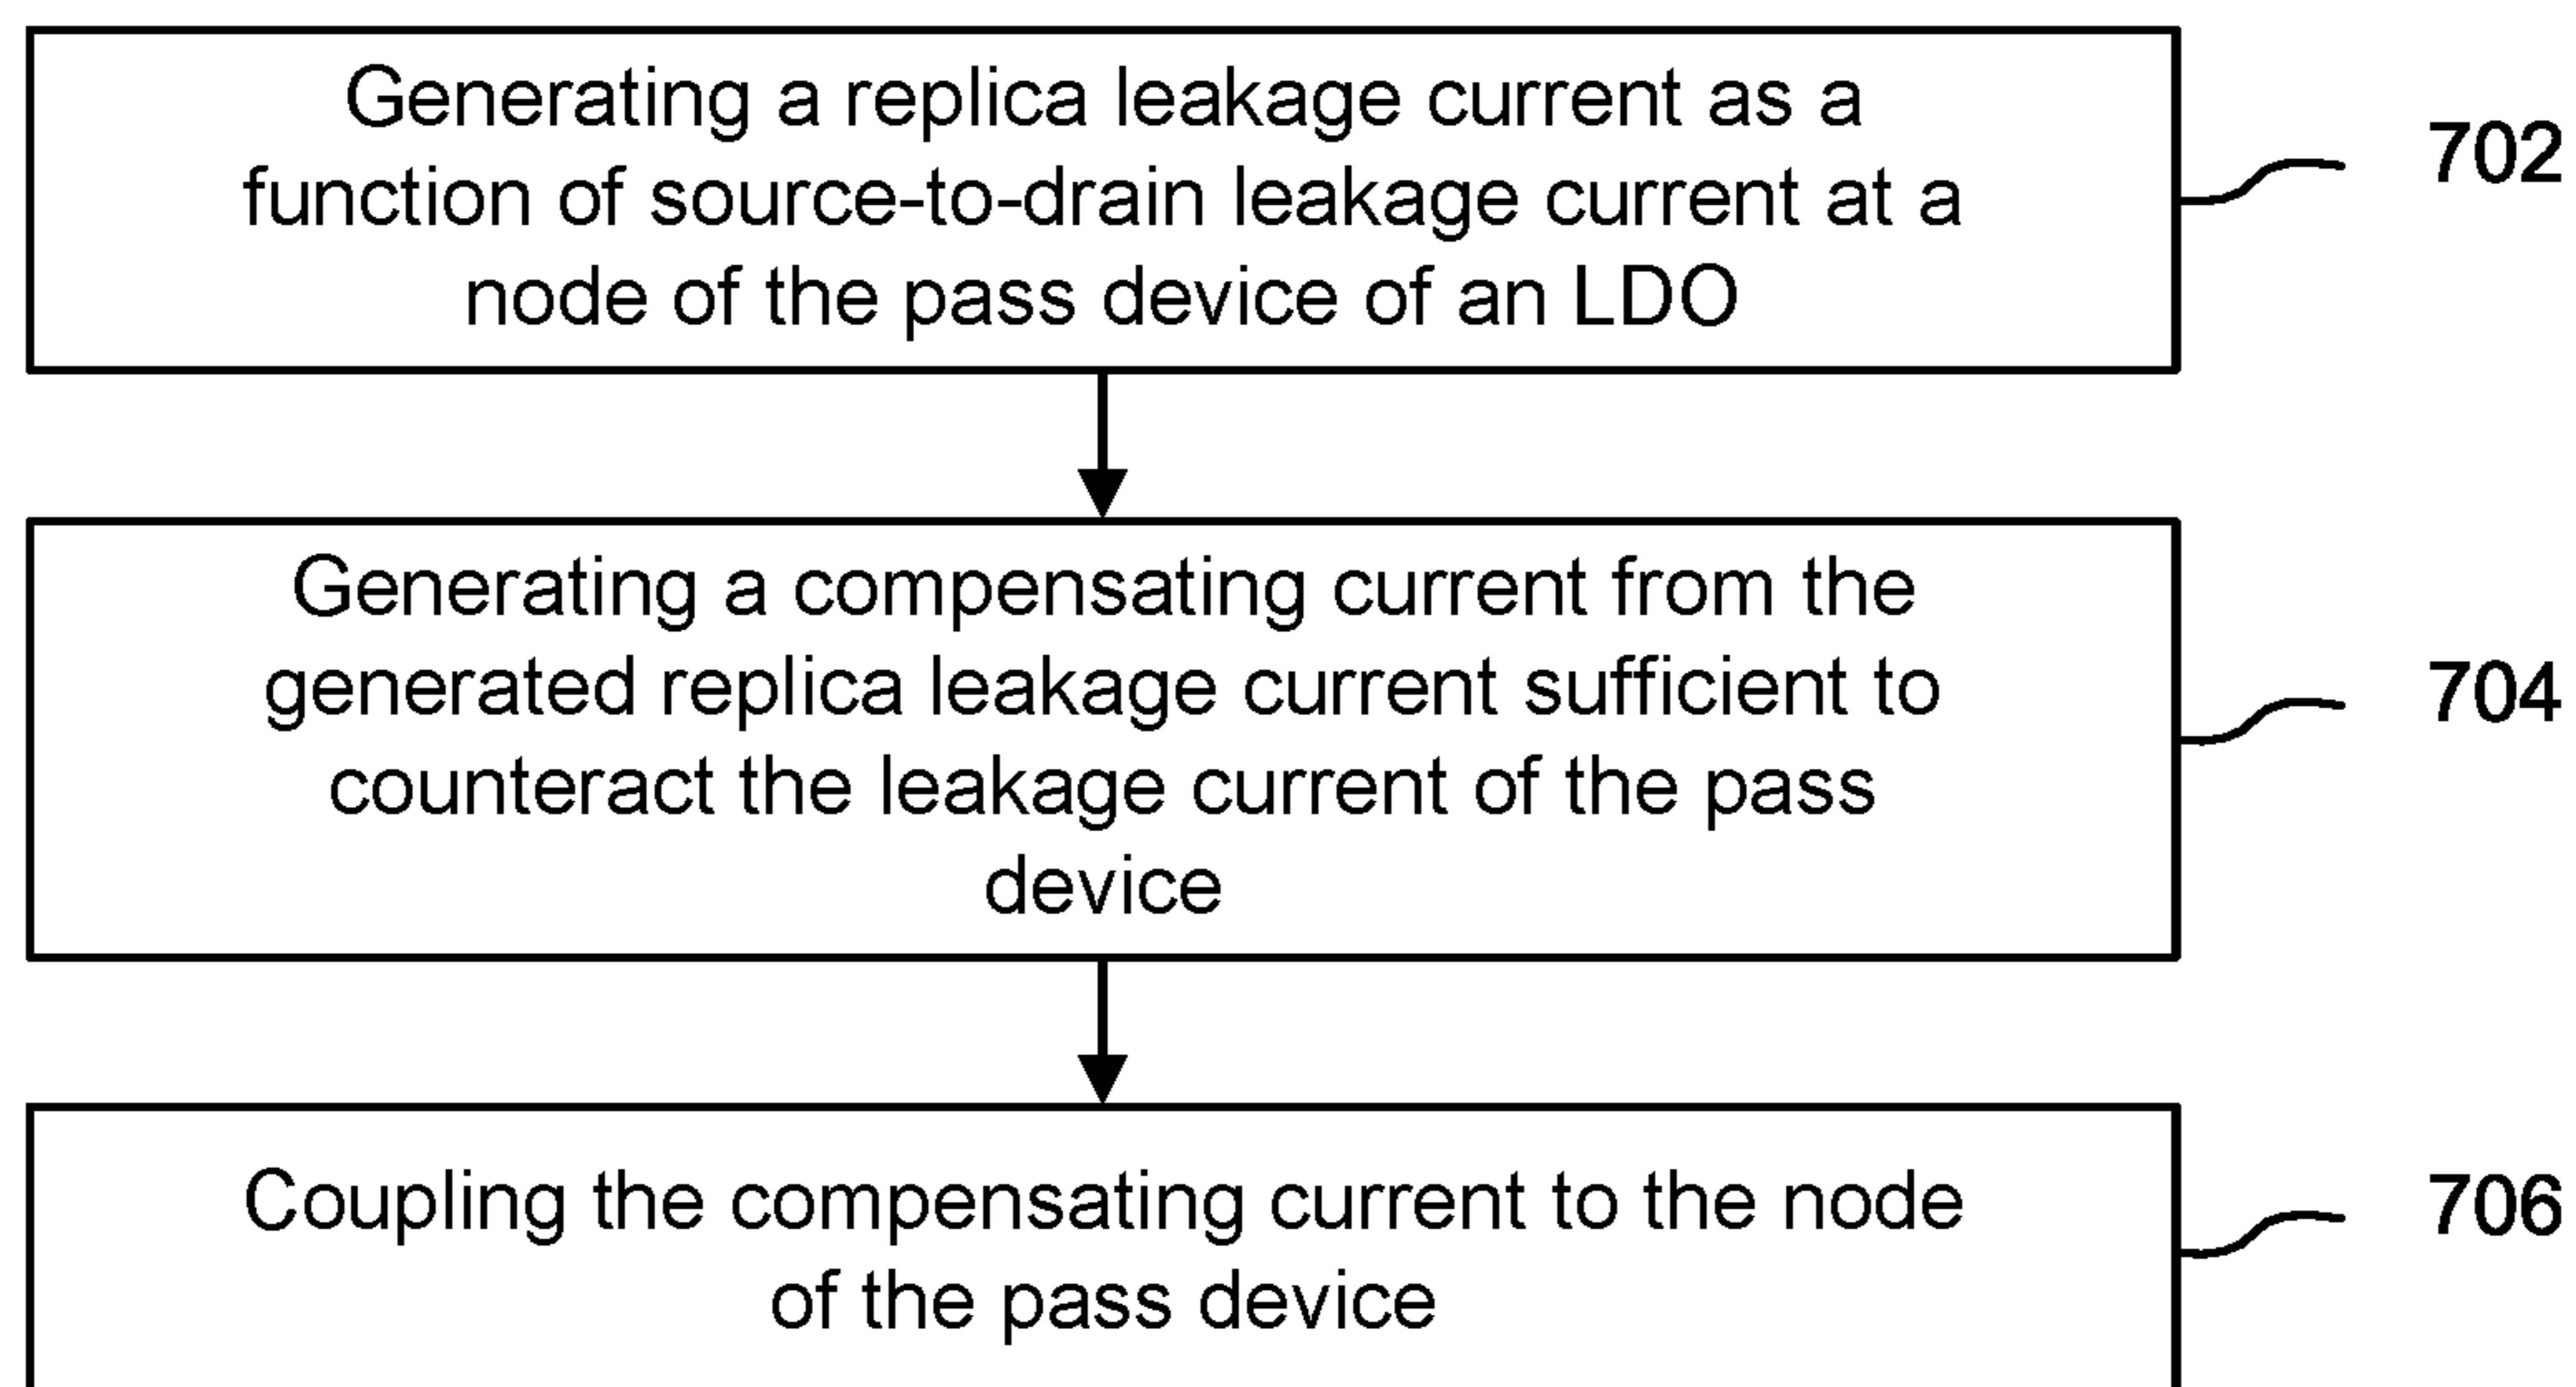 Generating a replica leakage current as a
function of source-to-drain leakage current at a
node of the pass device of an LDO
702
Generating a compensating current from the
generated replica leakage current sufficient to
counteract the leakage current of the pass
device
704
Coupling the compensating current to the node
of the pass device
706